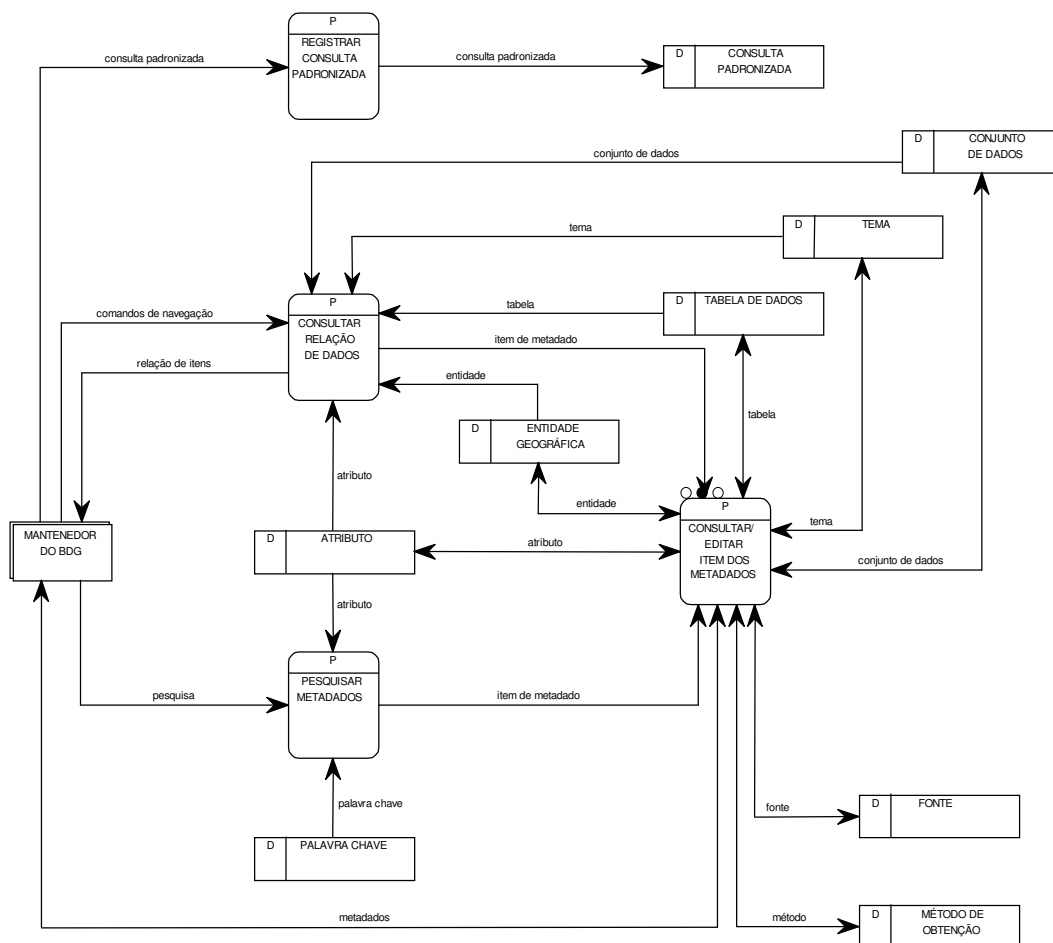 P
REGISTRAR
CONSULTA
PADRONIZADA
consulta padronizada
consulta padronizada
D
CONSULTA
PADRONIZADA
D
CONJUNTO
DE DADOS
conjunto de dados
D
TEMA
tema
P
CONSULTAR
RELAÇÃO
DE DADOS
comandos de navegação
relação de itens
tabela
D
TABELA DE DADOS
item de metadado
entidade
D
ENTIDADE
GEOGRÁFICA
tabela
atributo
entidade
P
CONSULTAR/
EDITAR
ITEM DOS
METADADOS
tema
conjunto de dados
MANTENEDOR
DO BDG
D
ATRIBUTO
atributo
atributo
P
PESQUISAR
METADADOS
pesquisa
item de metadado
palavra chave
D
PALAVRA CHAVE
fonte
D
FONTE
metadados
método
D
MÉTODO DE
OBTENÇÃO